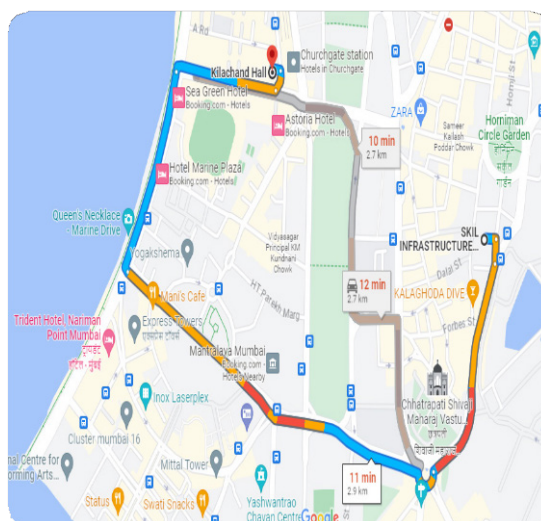 A Rd
Churchgate station
Hotels in Churchgate
Kilachand Hall
Sea Green Hotel
Booking.com - Hotels
Astoria Hotel
Booking.com - Hotels
ZARA
Homji St
Horniman
Circle Garden
Sameer
Kailash
Poddar Chowk
10 min
2.7 km
Hotel Marine Plaza
Booking.com - Hotels
Queen's Necklace
- Marine Drive
Vidyasagar
Principal KM
Kundnani
Chowk
SKIL
INFRASTRUCTURE...
Yogakshema
Dalal St
12 min
2.7 km
HT Parekh Marg
KALAGHODA DIVE
Mani's Cafe
Trident Hotel, Nariman
Point Mumbai
Express Towers
Forbes St
Mantralaya Mumbai
Booking.com -
Hotels Nearby
Inox Laserplex
Chhatrapati Shivaji
Maharaj Vastu...
Cluster mumbai 16
nal Centre for
orming Arts...
Mittal Tower
11 min
2.9 km
Status
Swati Snacks
Yashwantrao
Chavan Centre
Google